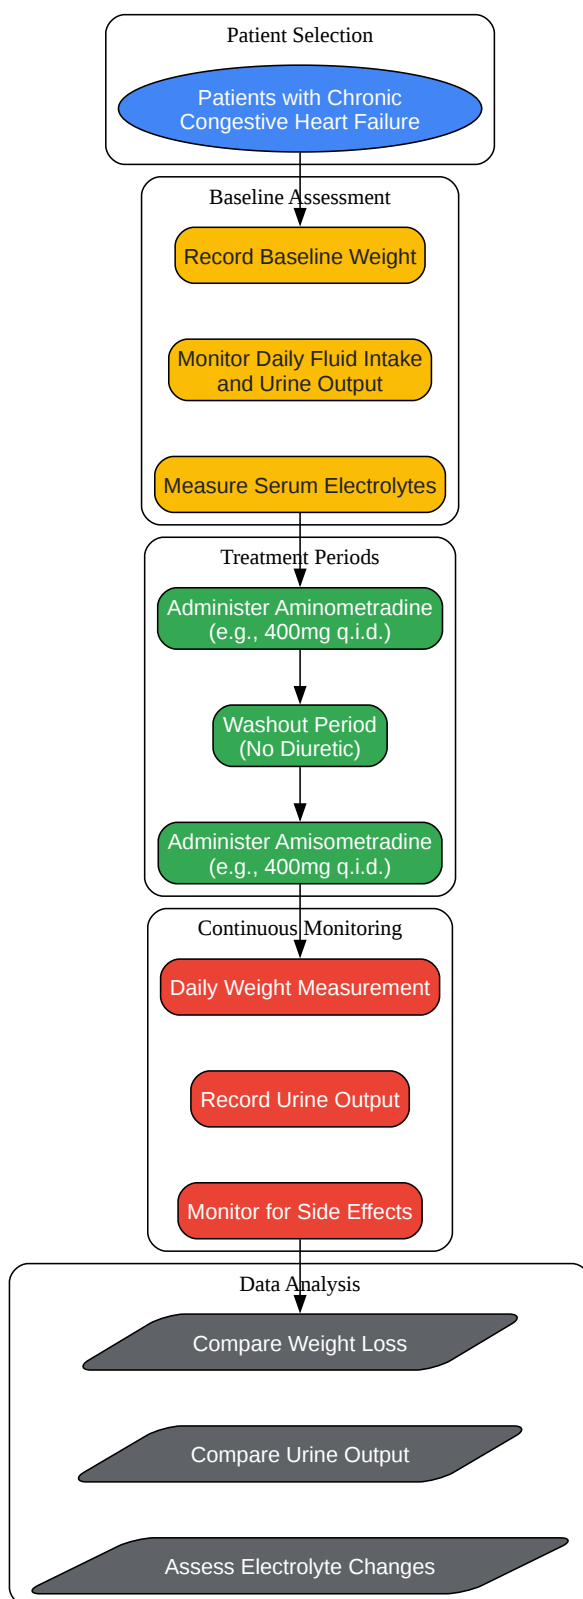 Patient Selection
Patients with Chronic
Congestive Heart Failure
Baseline Assessment
Record Baseline Weight
Monitor Daily Fluid Intake
and Urine Output
Measure Serum Electrolytes
Treatment Periods
Administer Aminometradine
(e.g., 400mg q.i.d.)
Washout Period
(No Diuretic)
Administer Amisometradine
(e.g., 400mg q.i.d.)
Continuous Monitoring
Daily Weight Measurement
Record Urine Output
Monitor for Side Effects
Data Analysis
Compare Weight Loss
Compare Urine Output
Assess Electrolyte Changes